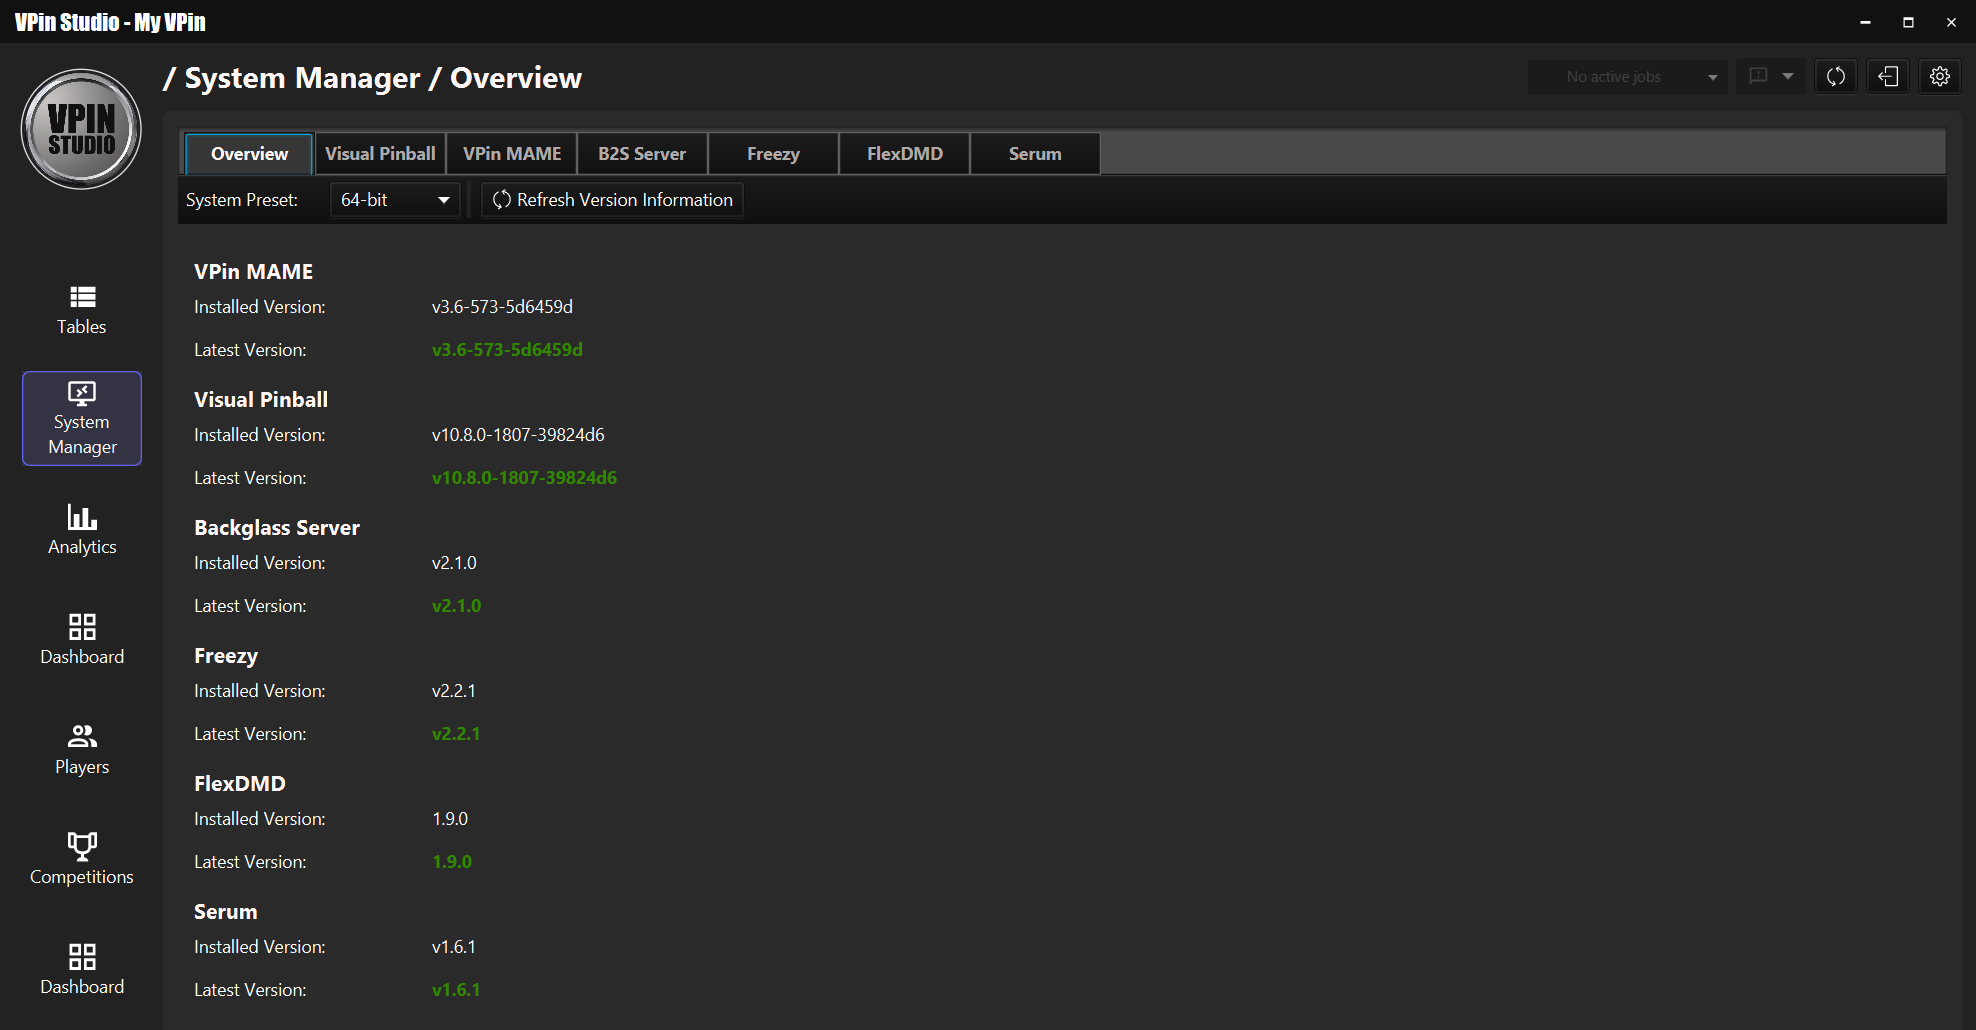 VPin Studio - My VPin
VPIN
STUDIO
/ System Manager / Overview
No active jobs
Overview
Visual Pinball
VPin MAME
B2S Server
Freezy
FlexDMD
Serum
System Preset:
64-bit
Refresh Version Information
Tables
System
Manager
Analytics
Dashboard
Players
Competitions
Dashboard
VPin MAME
Installed Version: v3.6-573-5d6459d
Latest Version: v3.6-573-5d6459d
Visual Pinball
Installed Version: v10.8.0-1807-39824d6
Latest Version: v10.8.0-1807-39824d6
Backglass Server
Installed Version: v2.1.0
Latest Version: v2.1.0
Freezy
Installed Version: v2.2.1
Latest Version: v2.2.1
FlexDMD
Installed Version: 1.9.0
Latest Version: 1.9.0
Serum
Installed Version: v1.6.1
Latest Version: v1.6.1